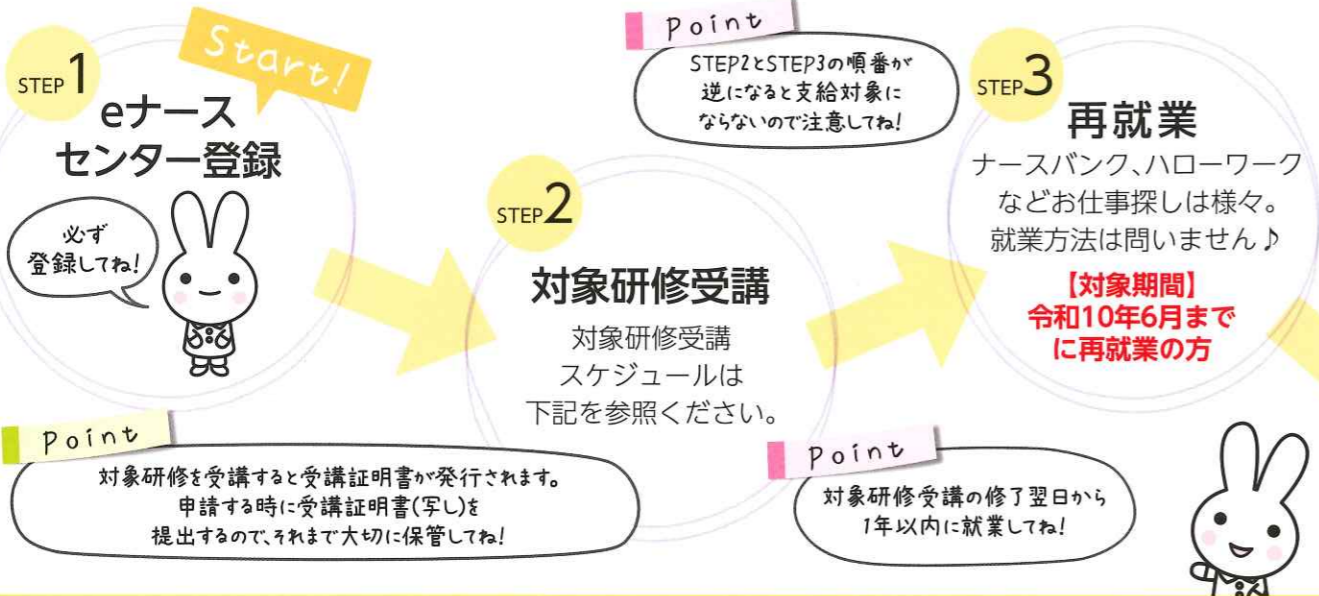 Start!
STEP1
eナース
センター登録
必ず
登録してね!
Point
対象研修を受講すると受講証明書が発行されます。
申請する時に受講証明書(写し)を
提出するので、それまで大切に保管してね!
STEP2
対象研修受講
対象研修受講
スケジュールは
下記を参照ください。
Point
STEP2とSTEP3の順番が
逆になると支給対象に
ならないので注意してね!
STEP3
再就業
ナースバンク、ハローワーク
などお仕事探しは様々。
就業方法は問いません♪
【対象期間】
令和10年6月まで
に再就業の方
Point
対象研修受講の修了翌日から
1年以内に就業してね!